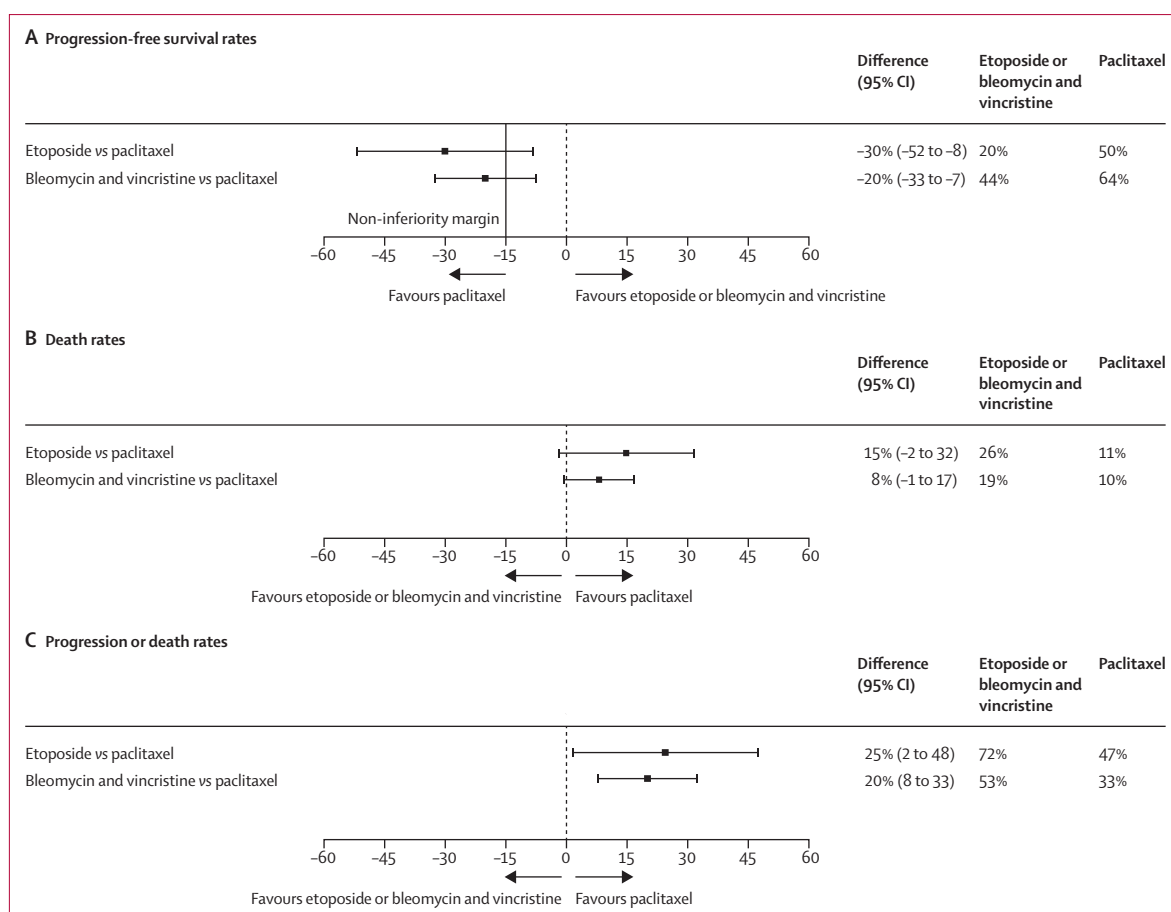 A Progression-free survival rates
Difference (95% CI) Etoposide or bleomycin and vincristine Paclitaxel
Etoposide vs paclitaxel –30% (–52 to –8) 20% 50%
Bleomycin and vincristine vs paclitaxel –20% (–33 to –7) 44% 64%
Non-inferiority margin
–60 –45 –30 –15 0 15 30 45 60
Favours paclitaxel Favours etoposide or bleomycin and vincristine
B Death rates
Difference (95% CI) Etoposide or bleomycin and vincristine Paclitaxel
Etoposide vs paclitaxel 15% (–2 to 32) 26% 11%
Bleomycin and vincristine vs paclitaxel 8% (–1 to 17) 19% 10%
–60 –45 –30 –15 0 15 30 45 60
Favours etoposide or bleomycin and vincristine Favours paclitaxel
C Progression or death rates
Difference (95% CI) Etoposide or bleomycin and vincristine Paclitaxel
Etoposide vs paclitaxel 25% (2 to 48) 72% 47%
Bleomycin and vincristine vs paclitaxel 20% (8 to 33) 53% 33%
–60 –45 –30 –15 0 15 30 45 60
Favours etoposide or bleomycin and vincristine Favours paclitaxel